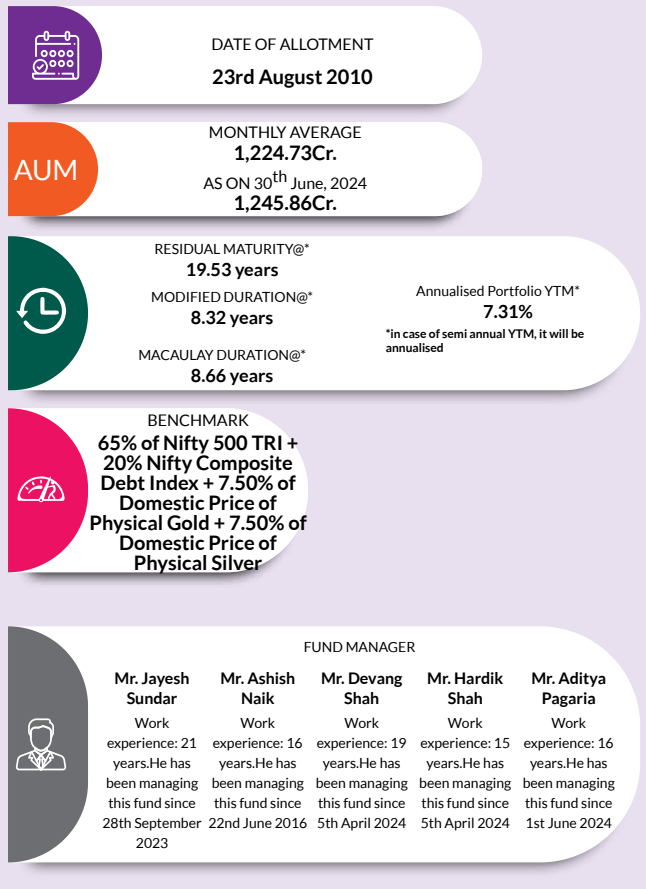 DATE OF ALLOTMENT
23rd August 2010
AUM
MONTHLY AVERAGE
1,224.73Cr.
AS ON 30th June, 2024
1,245.86Cr.
RESIDUAL MATURITY@*
19.53 years
MODIFIED DURATION@*
8.32 years
MACAULAY DURATION@*
8.66 years
Annualised Portfolio YTM*
7.31%
*in case of semi annual YTM, it will be
annualised
BENCHMARK
65% of Nifty 500 TRI +
20% Nifty Composite
Debt Index + 7.50% of
Domestic Price of
Physical Gold + 7.50% of
Domestic Price of
Physical Silver
FUND MANAGER
Mr. Jayesh
Sundar
Work
experience: 21
years.He has
been managing
this fund since
28th September
2023
Mr. Ashish
Naik
Work
experience: 16
years.He has
been managing
this fund since
22nd June 2016
Mr. Devang
Shah
Work
experience: 19
years.He has
been managing
this fund since
5th April 2024
Mr. Hardik
Shah
Work
experience: 15
years.He has
been managing
this fund since
5th April 2024
Mr. Aditya
Pagaria
Work
experience: 16
years.He has
been managing
this fund since
1st June 2024